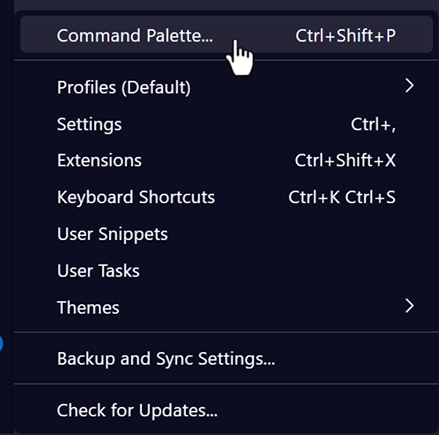 Command Palette... Ctrl+Shift+P
Profiles (Default)
Settings Ctrl+,
Extensions Ctrl+Shift+X
Keyboard Shortcuts Ctrl+K Ctrl+S
User Snippets
User Tasks
Themes
Backup and Sync Settings...
Check for Updates...